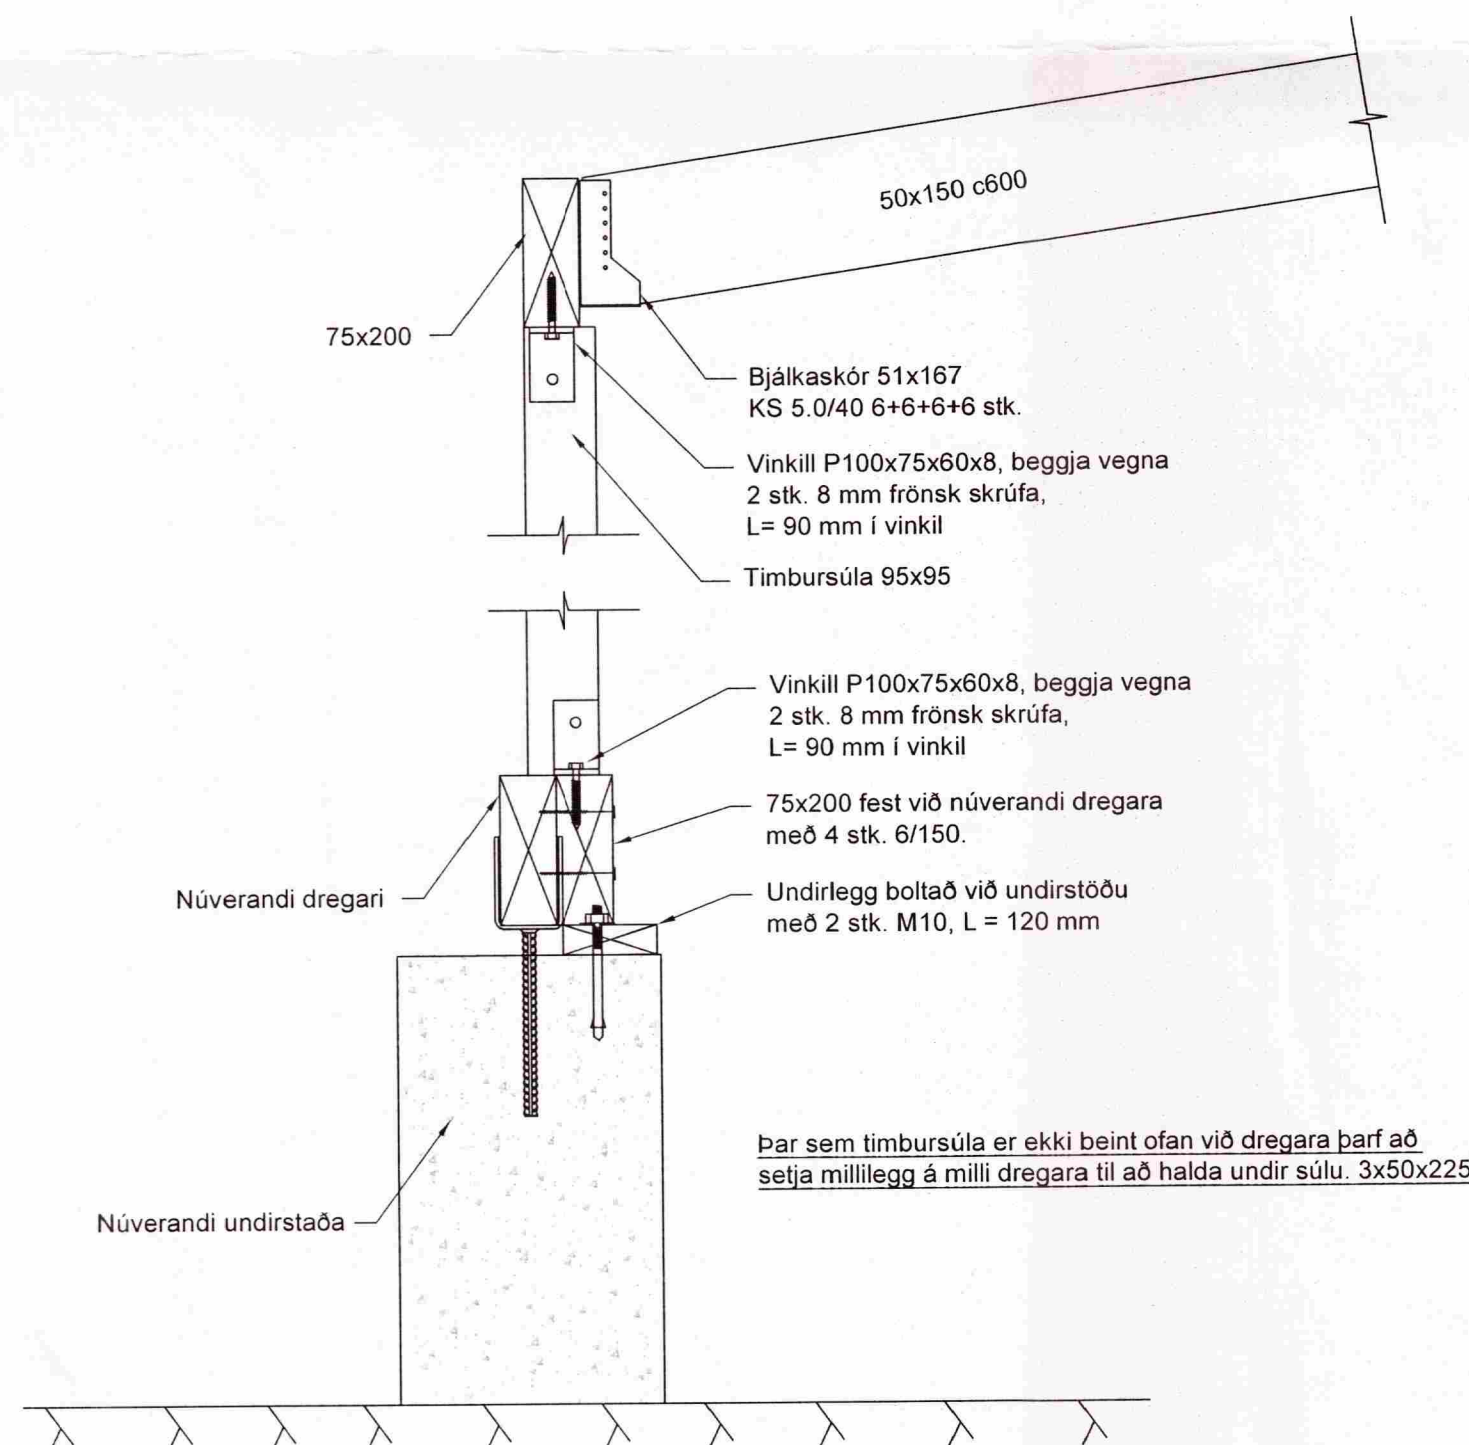 50x150 c600
75x200
Bjálkaskór 51x167
KS 5.0/40 6+6+6+6 stk.
Vinkill P100x75x60x8, beggja vegna
2 stk. 8 mm frönsk skrúfa,
L= 90 mm í vinkil
Timbursúla 95x95
Vinkill P100x75x60x8, beggja vegna
2 stk. 8 mm frönsk skrúfa,
L= 90 mm í vinkil
75x200 fest við núverandi dregara
með 4 stk. 6/150.
Núverandi dregari
Undirlegg boltað við undirstöðu
með 2 stk. M10, L = 120 mm
Þar sem timbursúla er ekki beint ofan við dregara þarf að
setja millilegg á milli dregara til að halda undir súlu. 3x50x225
Núverandi undirstaða